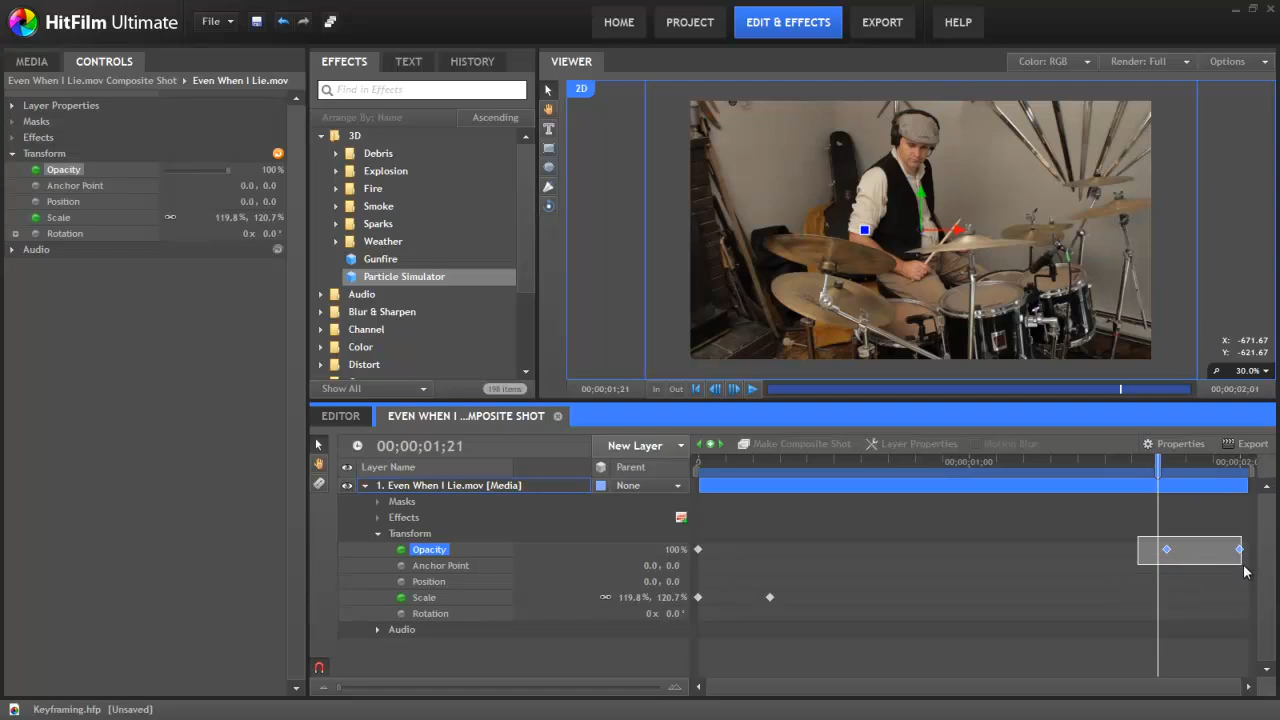 HitFilm Ultimate
File
HOME
PROJECT
EDIT & EFFECTS
EXPORT
HELP
MEDIA
CONTROLS
Even When I Lie.mov Composite Shot
Even When I Lie.mov
Layer Properties
Masks
Effects
Transform
Opacity 100%
Anchor Point 0.0, 0.0
Position 0.0, 0.0
Scale 119.8%, 120.7%
Rotation 0x 0.0°
Audio
EFFECTS
TEXT
HISTORY
Find in Effects
Arrange By: Name
Ascending
3D
Debris
Explosion
Fire
Smoke
Sparks
Weather
Gunfire
Particle Simulator
Audio
Blur & Sharpen
Channel
Color
Distort
Show All
198 items
VIEWER
Color: RGB
Render: Full
Options
2D
X: -671.67
Y: -621.67
30.0%
00;00;01;21
In
Out
00;00;02;01
EDITOR
EVEN WHEN I ...MPOSITE SHOT
00;00;01;21
New Layer
Make Composite Shot
Layer Properties
Motion Blur
Properties
Export
Layer Name
Parent
00;00;01;00
00;00;02;0
1. Even When I Lie.mov [Media]
None
Masks
Effects
Transform
Opacity 100%
Anchor Point 0.0, 0.0
Position 0.0, 0.0
Scale 119.8%, 120.7%
Rotation 0x 0.0°
Audio
Keyframing.hfp [Unsaved]